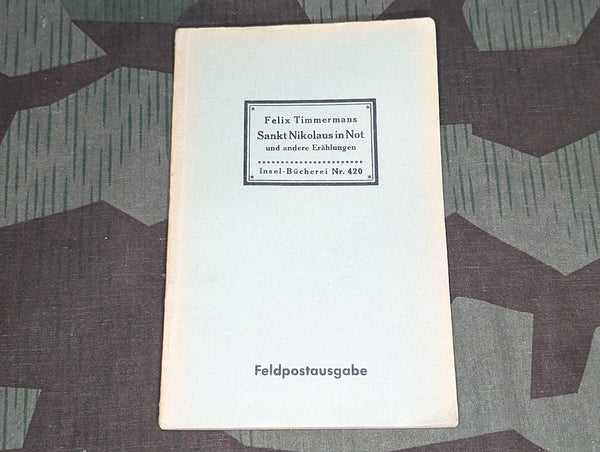 Felix Timmermans
Sankt Nikolaus in Not
und andere Erählungen
Insel-Bücherei Nr. 420
Feldpostausgabe